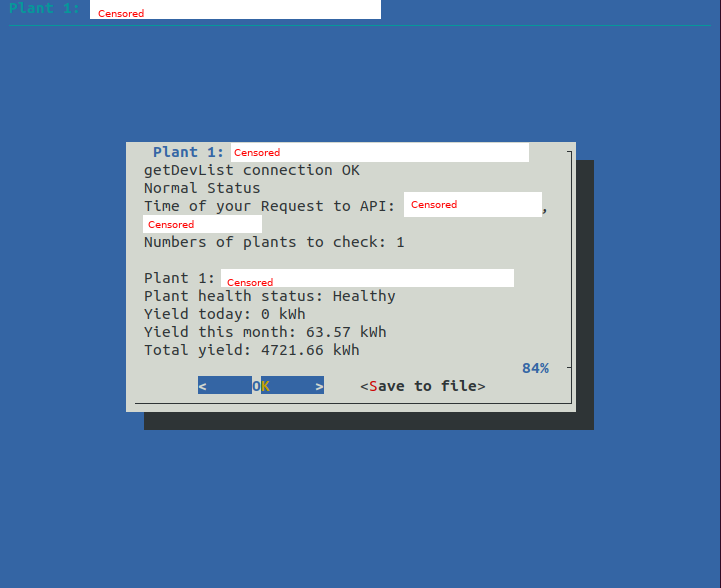 Plant 1: Censored
Plant 1: Censored
getDevList connection OK
Normal Status
Time of your Request to API: Censored,
Censored
Numbers of plants to check: 1
Plant 1: Censored
Plant health status: Healthy
Yield today: 0 kWh
Yield this month: 63.57 kWh
Total yield: 4721.66 kWh
84%
< OK > <Save to file>